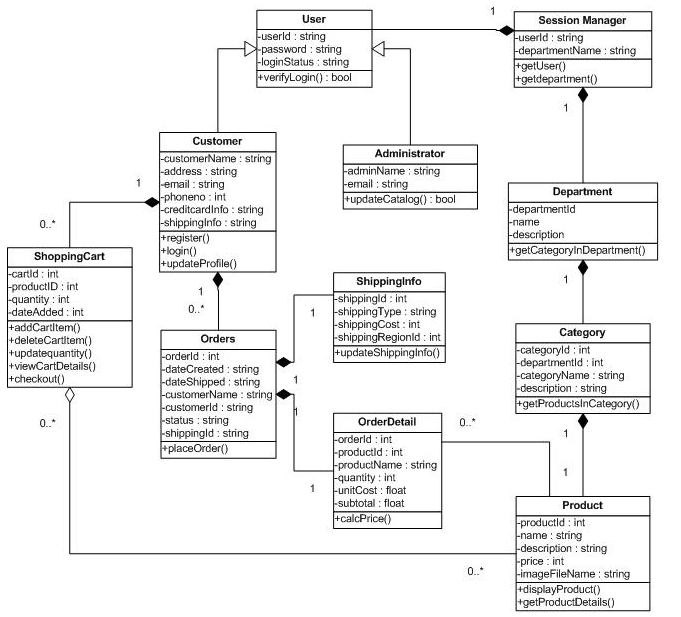 User
-userId : string
-password : string
-loginStatus : string
+verifyLogin() : bool
1
Session Manager
-userId : string
-departmentName : string
+getUser()
+getdepartment()
1
Customer
-customerName : string
-address : string
-email : string
-phoneno : int
-creditcardInfo : string
-shippingInfo : string
+register()
+login()
+updateProfile()
Administrator
-adminName : string
-email : string
+updateCatalog() : bool
Department
-departmentId
-name
-description
+getCategoryInDepartment()
1
1
0..*
ShoppingCart
-cartId : int
-productID : int
-quantity : int
-dateAdded : int
+addCartItem()
+deleteCartItem()
+updatequantity()
+viewCartDetails()
+checkout()
0..*
1
0..*
Orders
-orderId : int
-dateCreated : string
-dateShipped : string
-customerName : string
-customerId : string
-status : string
-shippingId : string
+placeOrder()
1
1
ShippingInfo
-shippingId : int
-shippingType : string
-shippingCost : int
-shippingRegionId : int
+updateShippingInfo()
1
1
OrderDetail
-orderId : int
-productId : int
-productName : string
-quantity : int
-unitCost : float
-subtotal : float
+calcPrice()
0..*
Category
-categoryId : int
-departmentId : int
-categoryName : string
-description : string
+getProductsInCategory()
1
1
Product
-productId : int
-name : string
-description : string
-price : int
-imageFileName : string
+displayProduct()
+getProductDetails()
0..*